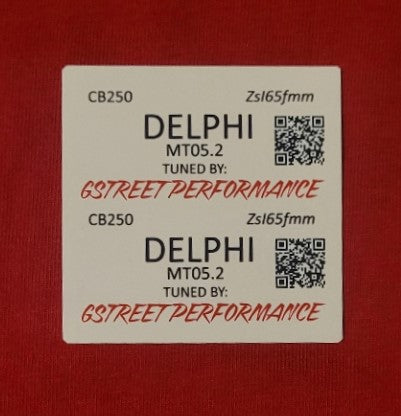 CB250 Zsl65fmm
DELPHI
MT05.2
TUNED BY:
GSTREET PERFORMANCE
CB250 Zsl65fmm
DELPHI
MT05.2
TUNED BY:
GSTREET PERFORMANCE